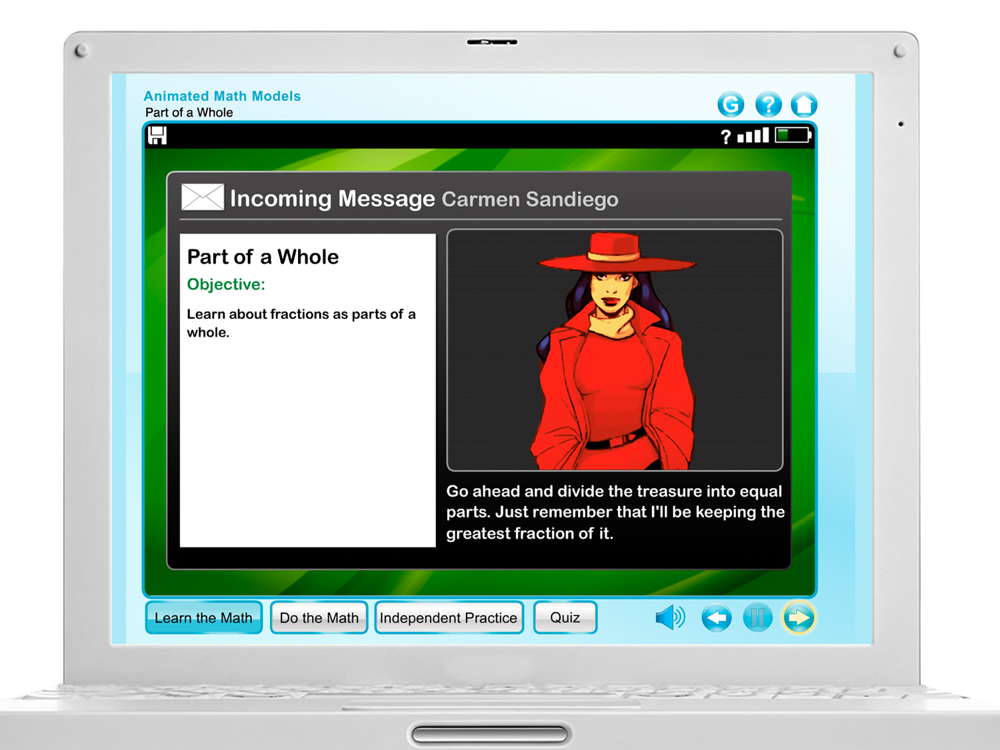 Animated Math Models
Part of a Whole
G ?
?
Incoming Message Carmen Sandiego
Part of a Whole
Objective:
Learn about fractions as parts of a
whole.
Go ahead and divide the treasure into equal
parts. Just remember that I'll be keeping the
greatest fraction of it.
Learn the Math Do the Math Independent Practice Quiz